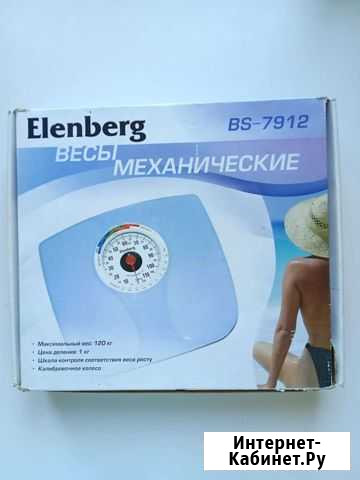 Elenberg
BS-7912
ВЕСЫ
МЕХАНИЧЕСКИЕ
Elenberg
• Максимальный вес 120 кг
• Цена деления: 1 кг
• Шкала контроля соответствия веса росту
• Калибровочное колесо
Интернет-
Кабинет.Ру